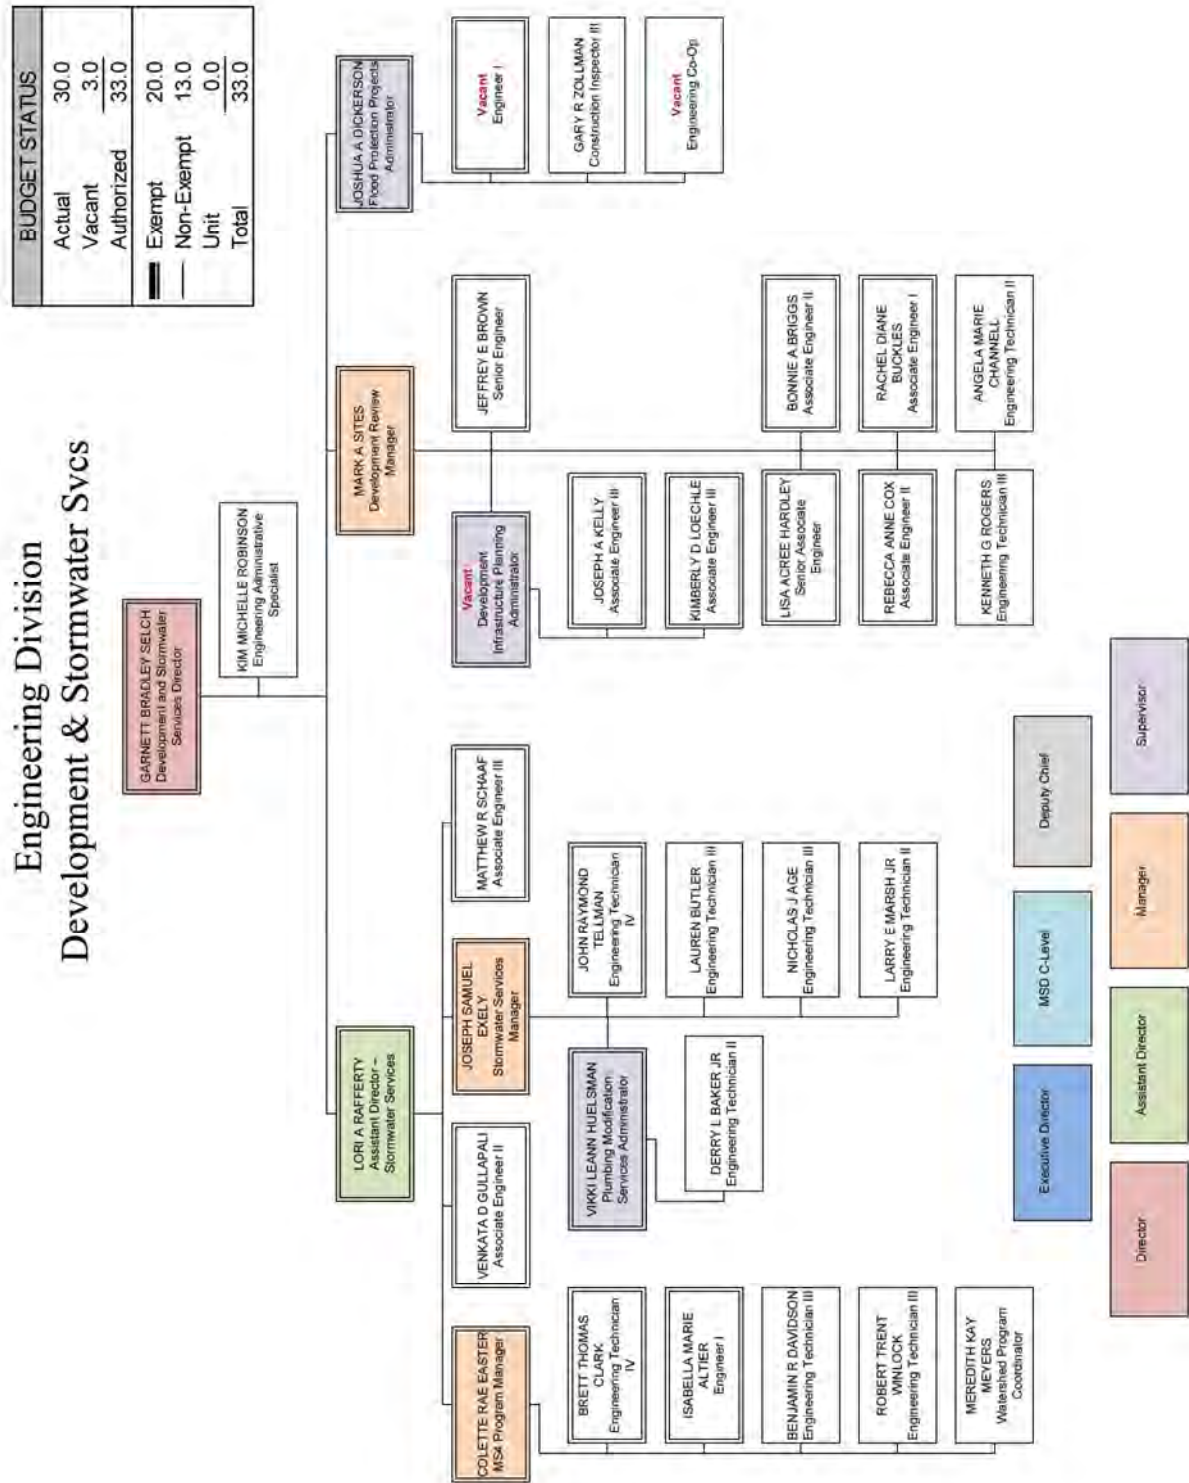 Engineering Division
Development & Stormwater Svcs
BUDGET STATUS
Actual 30.0
Vacant 3.0
Authorized 33.0
Exempt 20.0
Non-Exempt 13.0
Unit 0.0
Total 33.0
GARNETT BRADLEY SELCH
Development and Stormwater
Services Director
KIM MICHELLE ROBINSON
Engineering Administrative
Specialist
LORI A RAFFERTY
Assistant Director –
Stormwater Services
MARK A SITES
Development Review
Manager
JOSHUA A DICKERSON
Flood Protection Projects
Administrator
COLETTE RAE EASTER
MS4 Program Manager
VENKATA D GULLAPALI
Associate Engineer II
JOSEPH SAMUEL
EXELY
Stormwater Services
Manager
MATTHEW R SCHAAF
Associate Engineer III
Vacant
Development
Infrastructure Planning
Administrator
JEFFREY E BROWN
Senior Engineer
Vacant
Engineer I
BRETT THOMAS
CLARK
Engineering Technician
IV
VIKKI LEANN HUELSMAN
Plumbing Modification
Services Administrator
JOHN RAYMOND
TELLMAN
Engineering Technician
IV
JOSEPH A KELLY
Associate Engineer III
GARY R ZOLLMAN
Construction Inspector III
ISABELLA MARIE
ALTIER
Engineer I
DERRY L BAKER JR
Engineering Technician II
LAUREN BUTLER
Engineering Technician III
KIMBERLY D LOECHLE
Associate Engineer III
Vacant
Engineering Co-Op
BENJAMIN R DAVIDSON
Engineering Technician III
NICHOLAS J AGE
Engineering Technician III
LISA ACREE HARDLEY
Senior Associate
Engineer
BONNIE A BRIGGS
Associate Engineer II
ROBERT TRENT
WINLOCK
Engineering Technician III
LARRY E MARSH JR
Engineering Technician II
REBECCA ANNE COX
Associate Engineer II
RACHEL DIANE
BUCKLES
Associate Engineer I
MEREDITH KAY
MEYERS
Watershed Program
Coordinator
KENNETH G ROGERS
Engineering Technician III
ANGELA MARIE
CHANNELL
Engineering Technician II
Executive Director
MSD C-Level
Deputy Chief
Director
Assistant Director
Manager
Supervisor